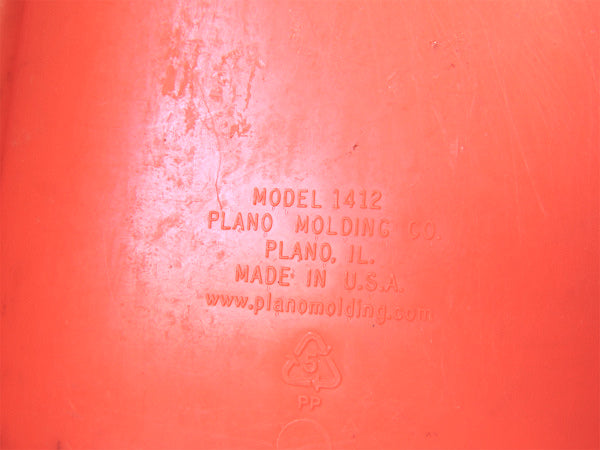 MODEL 1412
PLANO MOLDING CO.
PLANO, IL.
MADE IN U.S.A.
www.planomolding.com
5
PP